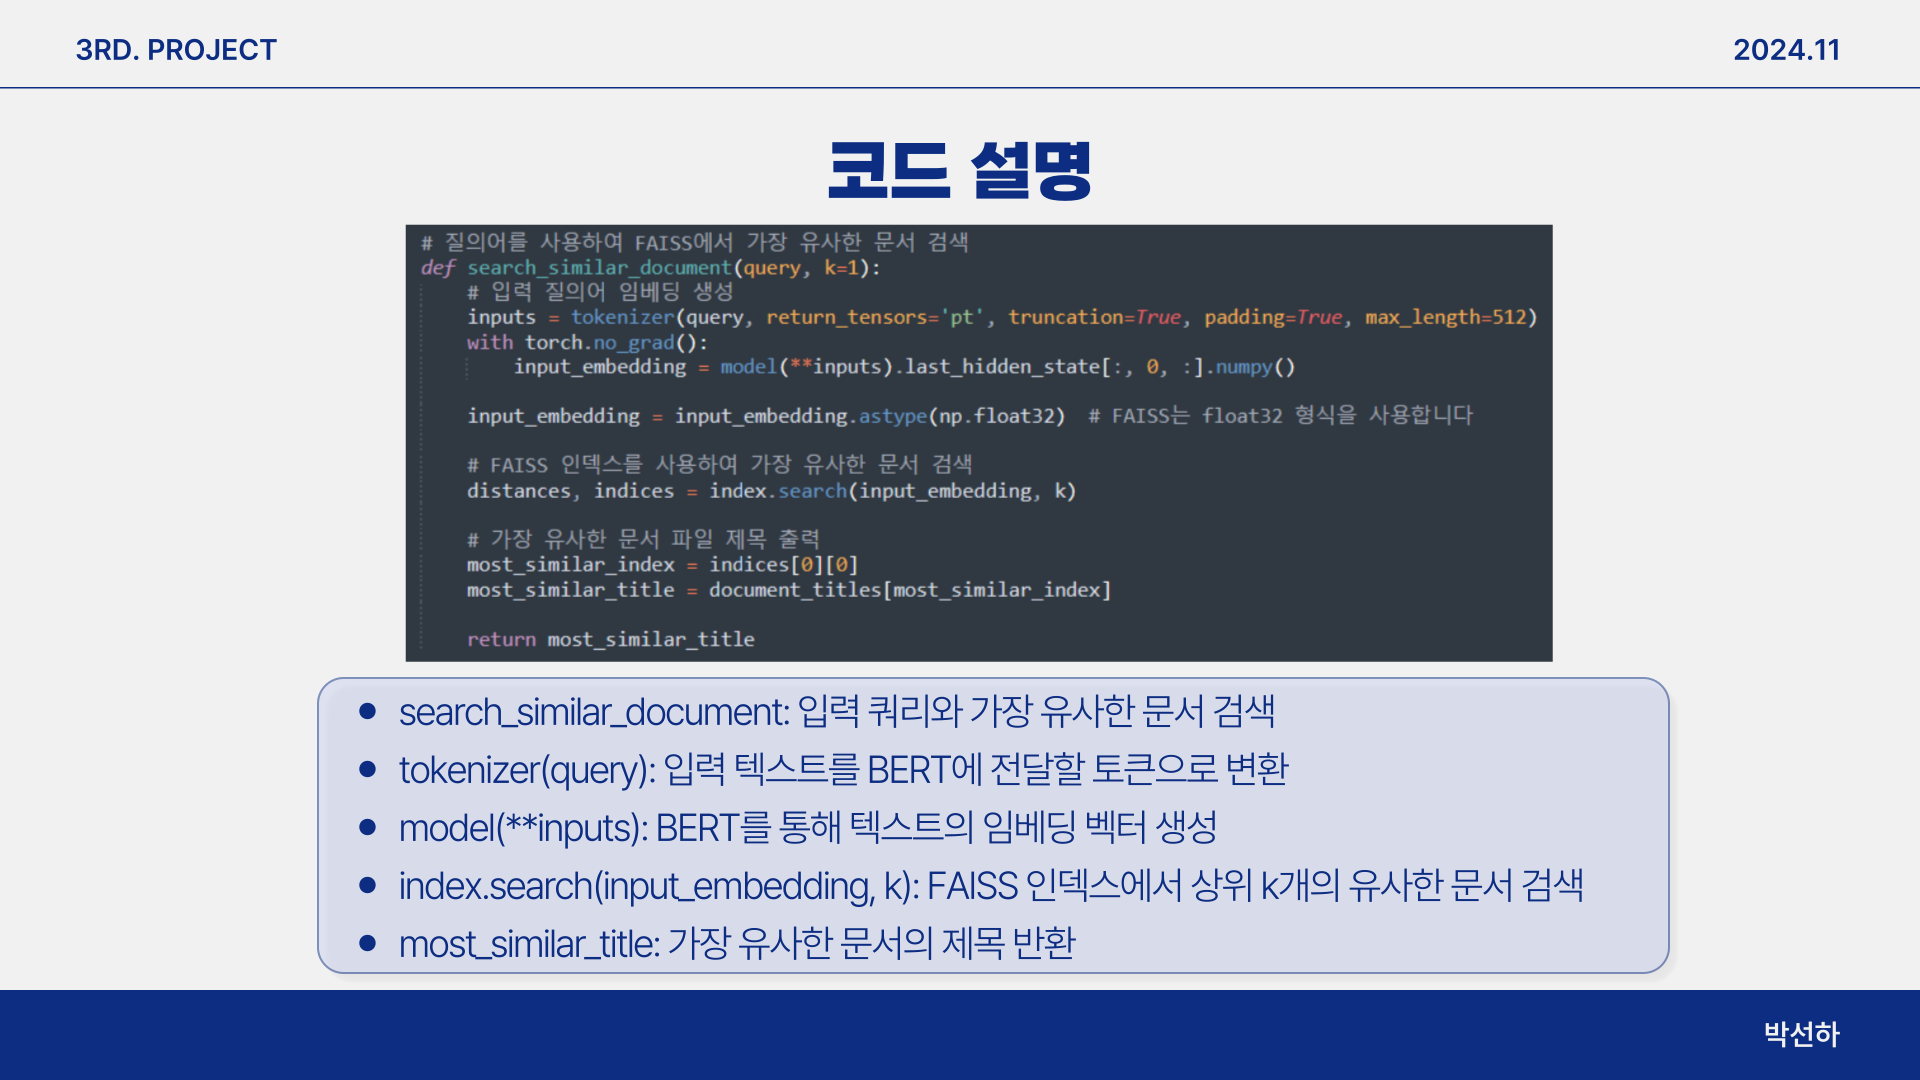 3RD. PROJECT
2024.11
코드 설명
# 질의어를 사용하여 FAISS에서 가장 유사한 문서 검색
def search_similar_document(query, k=1):
    # 입력 질의어 임베딩 생성
    inputs = tokenizer(query, return_tensors='pt', truncation=True, padding=True, max_length=512)
    with torch.no_grad():
        input_embedding = model(**inputs).last_hidden_state[:, 0, :].numpy()
    input_embedding = input_embedding.astype(np.float32)  # FAISS는 float32 형식을 사용합니다
    # FAISS 인덱스를 사용하여 가장 유사한 문서 검색
    distances, indices = index.search(input_embedding, k)
    # 가장 유사한 문서 파일 제목 출력
    most_similar_index = indices[0][0]
    most_similar_title = document_titles[most_similar_index]
    return most_similar_title
● search_similar_document: 입력 쿼리와 가장 유사한 문서 검색
● tokenizer(query): 입력 텍스트를 BERT에 전달할 토큰으로 변환
● model(**inputs): BERT를 통해 텍스트의 임베딩 벡터 생성
● index.search(input_embedding, k): FAISS 인덱스에서 상위 k개의 유사한 문서 검색
● most_similar_title: 가장 유사한 문서의 제목 반환
박선하